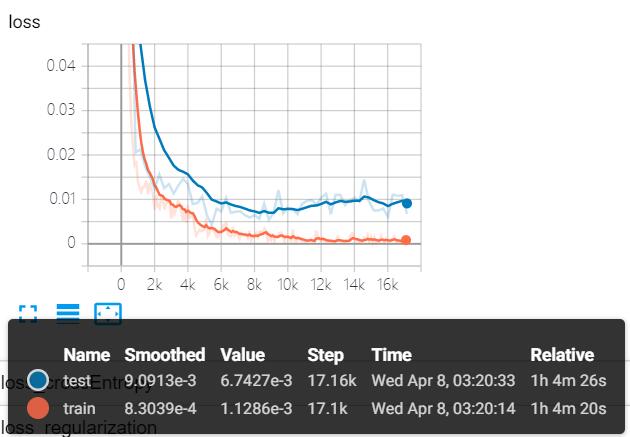 loss
0.04
0.03
0.02
0.01
0
0 2k 4k 6k 8k 10k 12k 14k 16k
Name Smoothed Value Step Time Relative
test 9.0913e-3 6.7427e-3 17.16k Wed Apr 8, 03:20:33 1h 4m 26s
train 8.3039e-4 1.1286e-3 17.1k Wed Apr 8, 03:20:14 1h 4m 20s
loss_crossEntropy
loss_regularization